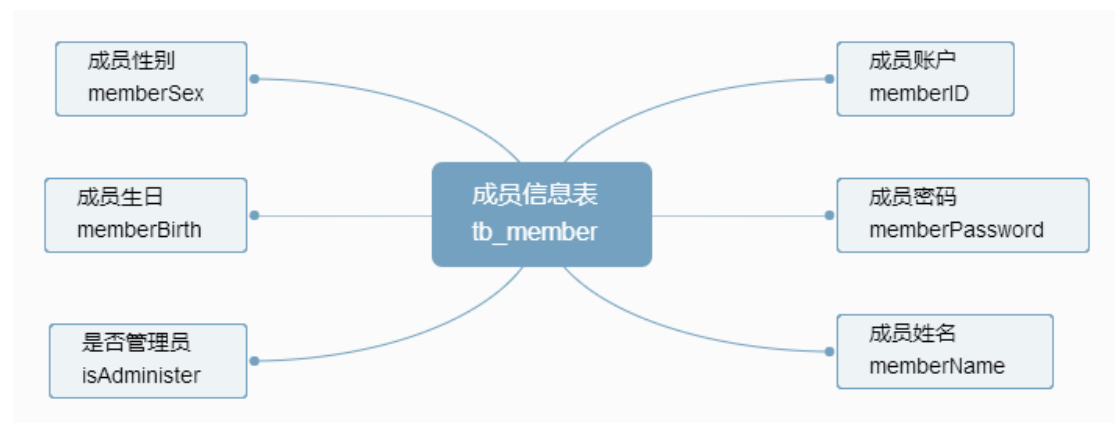 成员性别
memberSex
成员账户
memberID
成员信息表
tb_member
成员生日
memberBirth
成员密码
memberPassword
是否管理员
isAdminister
成员姓名
memberName